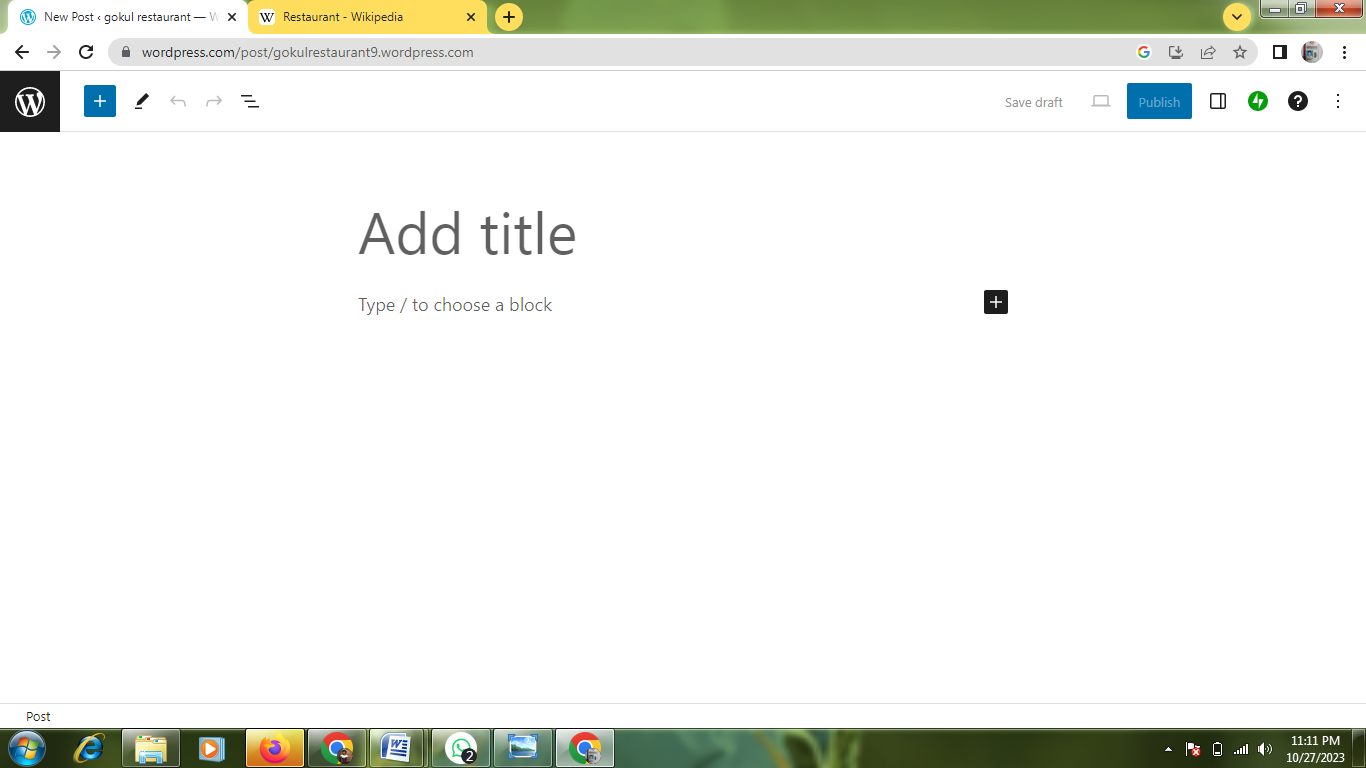 New Post ‹ gokul restaurant — W
Restaurant - Wikipedia
wordpress.com/post/gokulrestaurant9.wordpress.com
Save draft
Publish
Add title
Type / to choose a block
Post
2
11:11 PM
10/27/2023